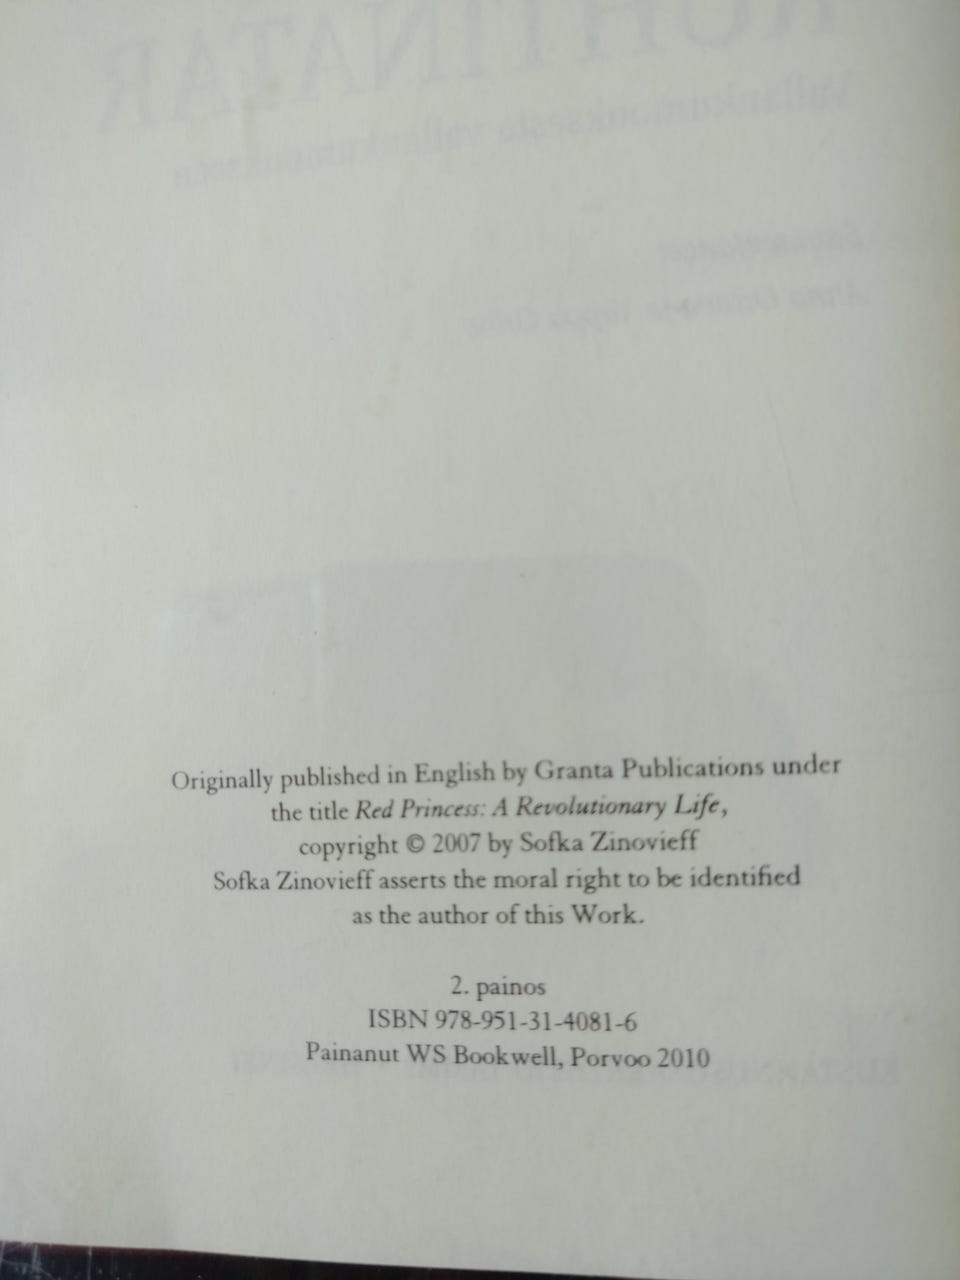 Originally published in English by Granta Publications under
the title Red Princess: A Revolutionary Life,
copyright © 2007 by Sofka Zinovieff
Sofka Zinovieff asserts the moral right to be identified
as the author of this Work.
2. painos
ISBN 978-951-31-4081-6
Painanut WS Bookwell, Porvoo 2010